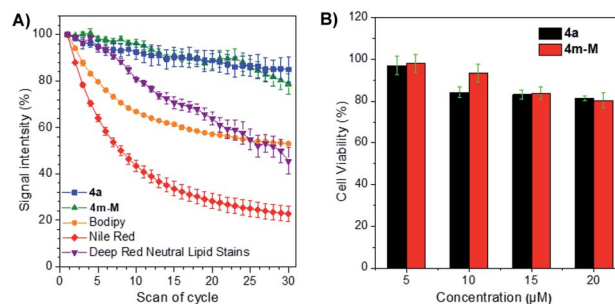 A)
Signal intentsity (%)
100
80
60
40
20
0
4a
4m-M
Bodipy
Nile Red
Deep Red Neutral Lipid Stains
0 5 10 15 20 25 30
Scan of cycle
B)
Cell Viability (%)
120
100
80
60
40
20
0
4a
4m-M
5 10 15 20
Concentration (μM)